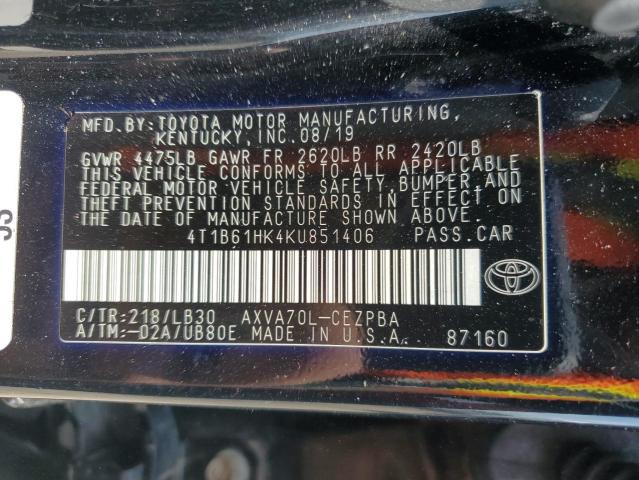 MFD.BY:TOYOTA MOTOR MANUFACTURING,
KENTUCKY, INC.08/19
GVWR 4475LB GAWR FR 2620LB RR 2420LB
THIS VEHICLE CONFORMS TO ALL APPLICABLE
FEDERAL MOTOR VEHICLE SAFETY, BUMPER, AND
THEFT PREVENTION STANDARDS IN EFFECT ON
THE DATE OF MANUFACTURE SHOWN ABOVE.
4T1B61HK4KU851406 PASS.CAR
C/TR:218/LB30 AXVA70L-CEZPBA
A/TM:-02A/UB80E MADE IN U.S.A. 87160